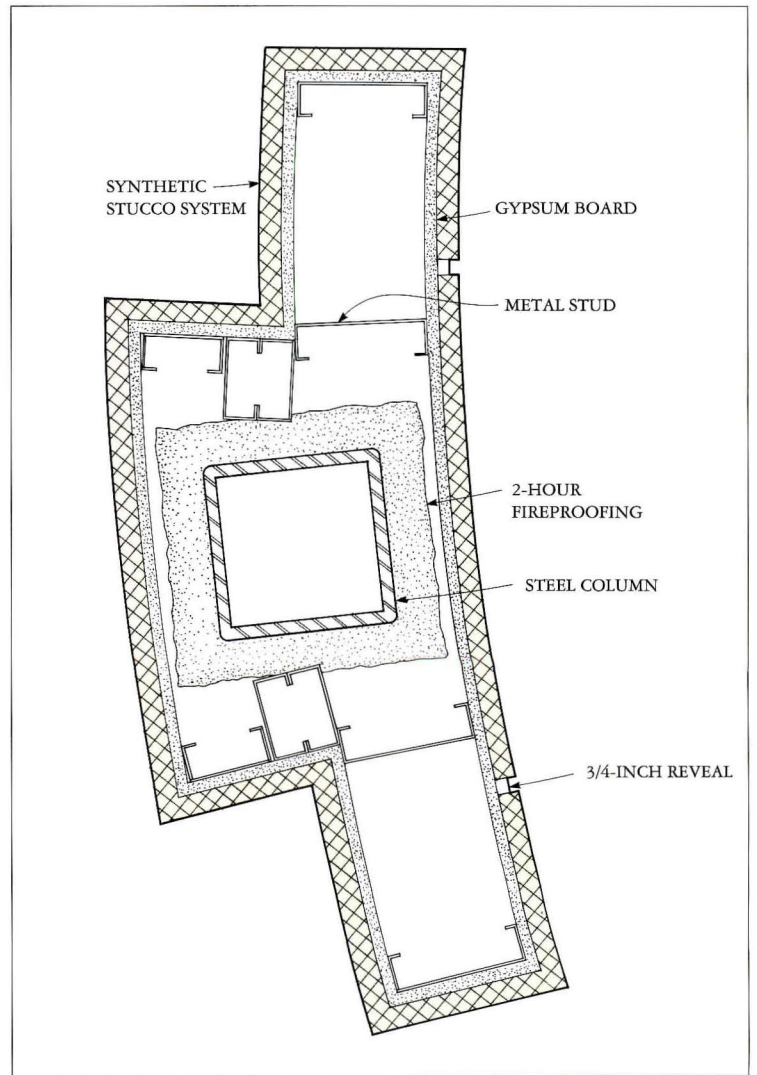 SYNTHETIC
STUCCO SYSTEM
GYPSUM BOARD
METAL STUD
2-HOUR
FIREPROOFING
STEEL COLUMN
3/4-INCH REVEAL